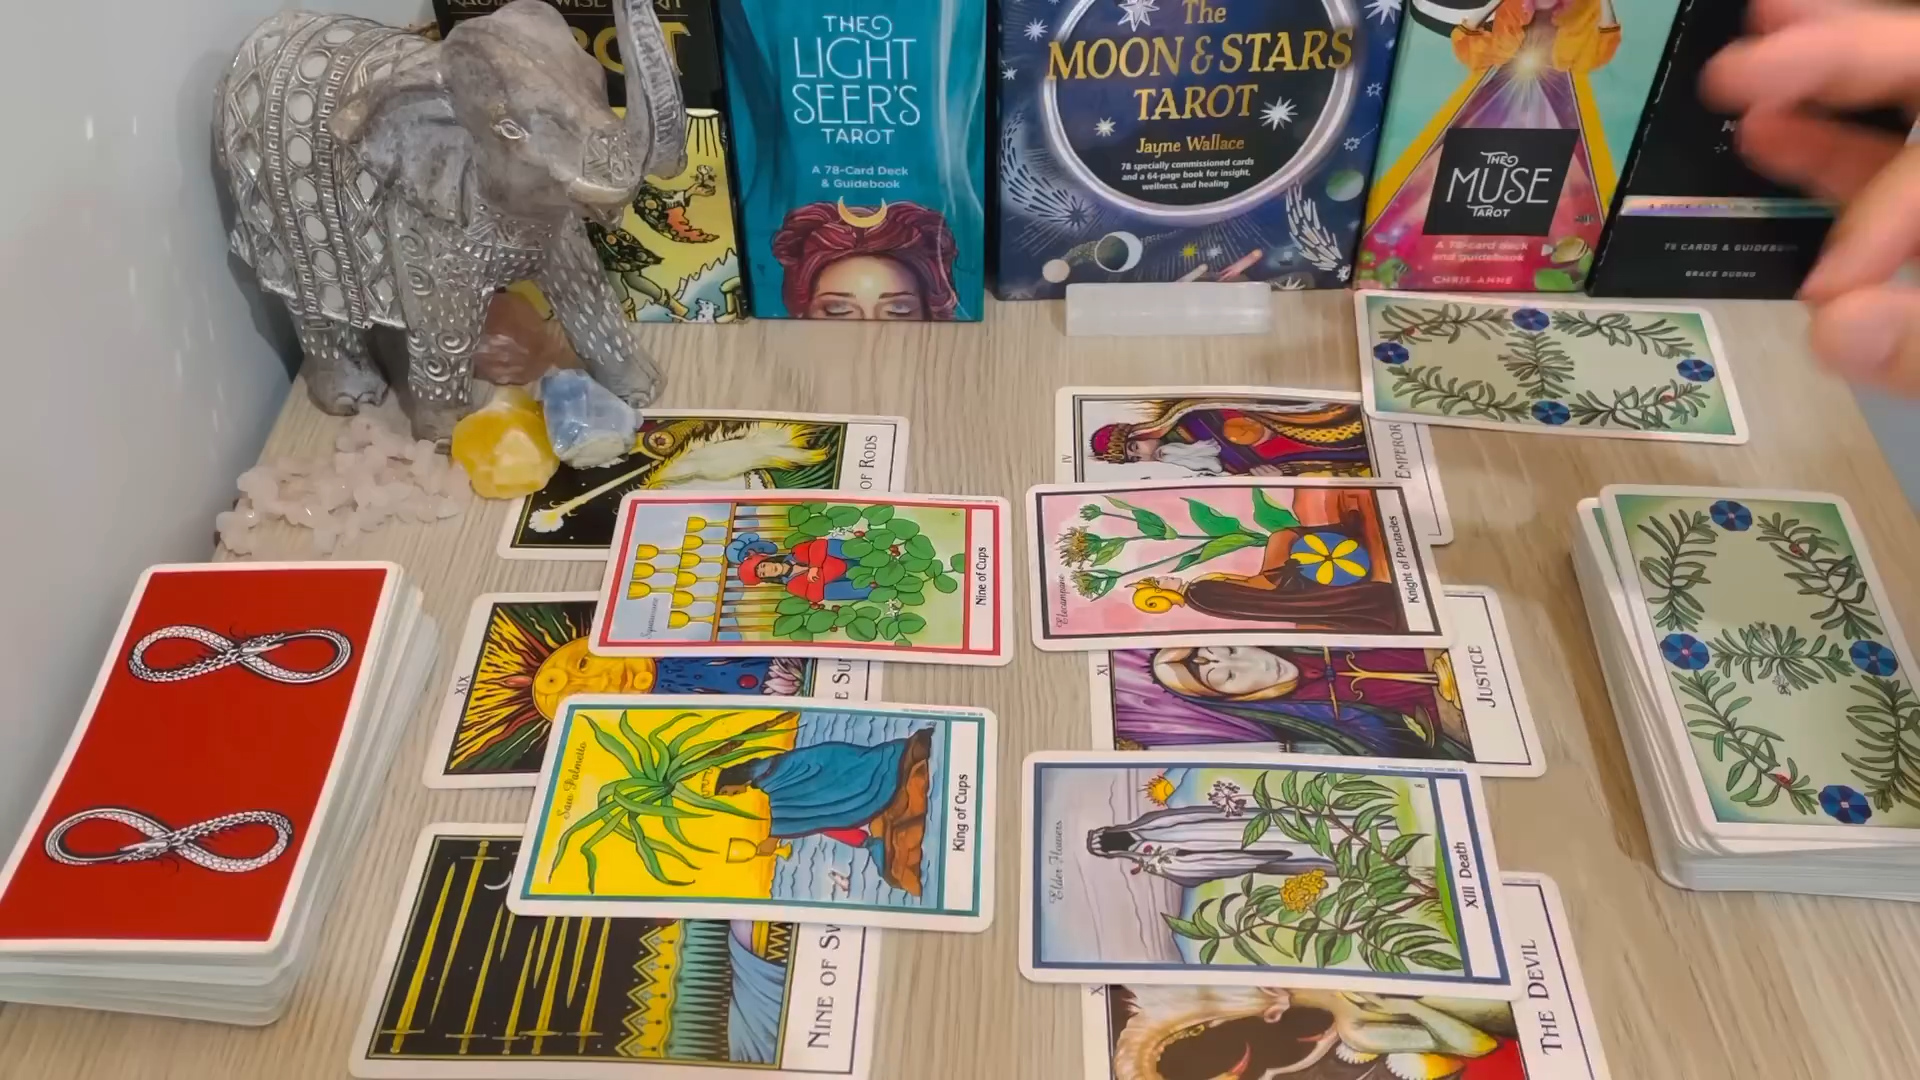 THE
LIGHT
SEER'S
TAROT
A 78-Card Deck
& Guidebook
The
MOON & STARS
TAROT
Jayne Wallace
78 specially commissioned cards
and a 64-page book for insight,
wellness, and healing
THE
MUSE
TAROT
A 78-card deck
and guidebook
CHRIS-ANNE
78 CARDS & GUIDEBOOK
GRACE DUONG
OF RODS
IV
EMPEROR
Nine of Cups
Elecampane
Knight of Pentacles
XIX
E SUN
XI
JUSTICE
Saw Palmetto
King of Cups
Elder Flowers
XIII Death
NINE OF SW
THE DEVIL